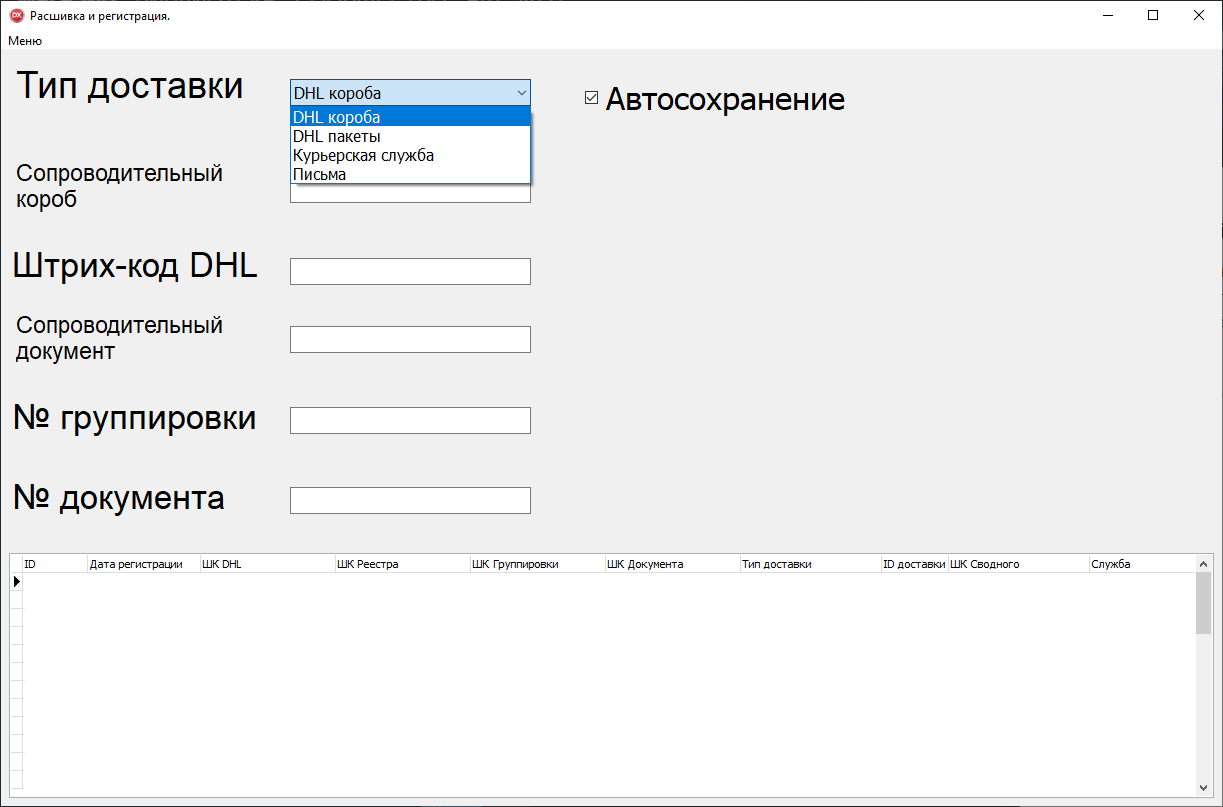 DX Расшивка и регистрация.
Меню
Тип доставки
DHL короба
Автосохранение
DHL короба
DHL пакеты
Курьерская служба
Письма
Сопроводительный
короб
Штрих-код DHL
Сопроводительный
документ
№ группировки
№ документа
ID Дата регистрации ШК DHL ШК Реестра ШК Группировки ШК Документа Тип доставки ID доставки ШК Сводного Служба